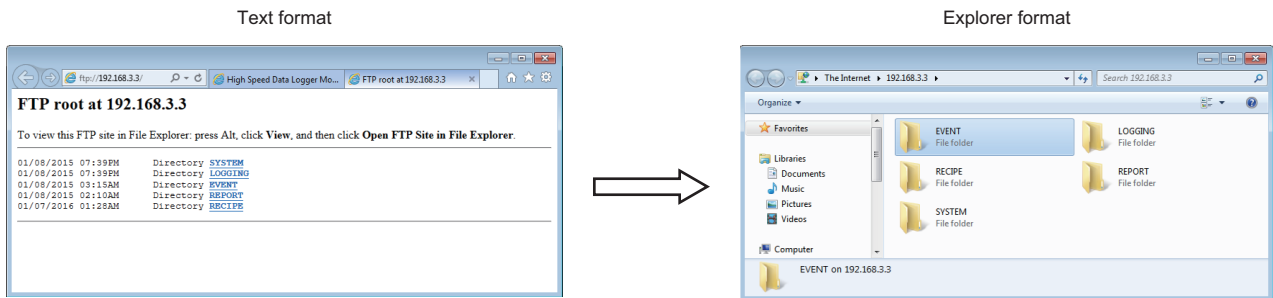 Text format
Explorer format
ftp://192.168.3.3/
High Speed Data Logger Mo...
FTP root at 192.168.3.3
FTP root at 192.168.3.3
To view this FTP site in File Explorer: press Alt, click View, and then click Open FTP Site in File Explorer.
01/08/2015 07:39PM Directory SYSTEM
01/08/2015 07:39PM Directory LOGGING
01/08/2015 03:15AM Directory EVENT
01/08/2015 02:10AM Directory REPORT
01/07/2016 01:28AM Directory RECIPE
The Internet
192.168.3.3
Search 192.168.3.3
Organize
Favorites
Libraries
Documents
Music
Pictures
Videos
Computer
EVENT
File folder
LOGGING
File folder
RECIPE
File folder
REPORT
File folder
SYSTEM
File folder
EVENT on 192.168.3.3